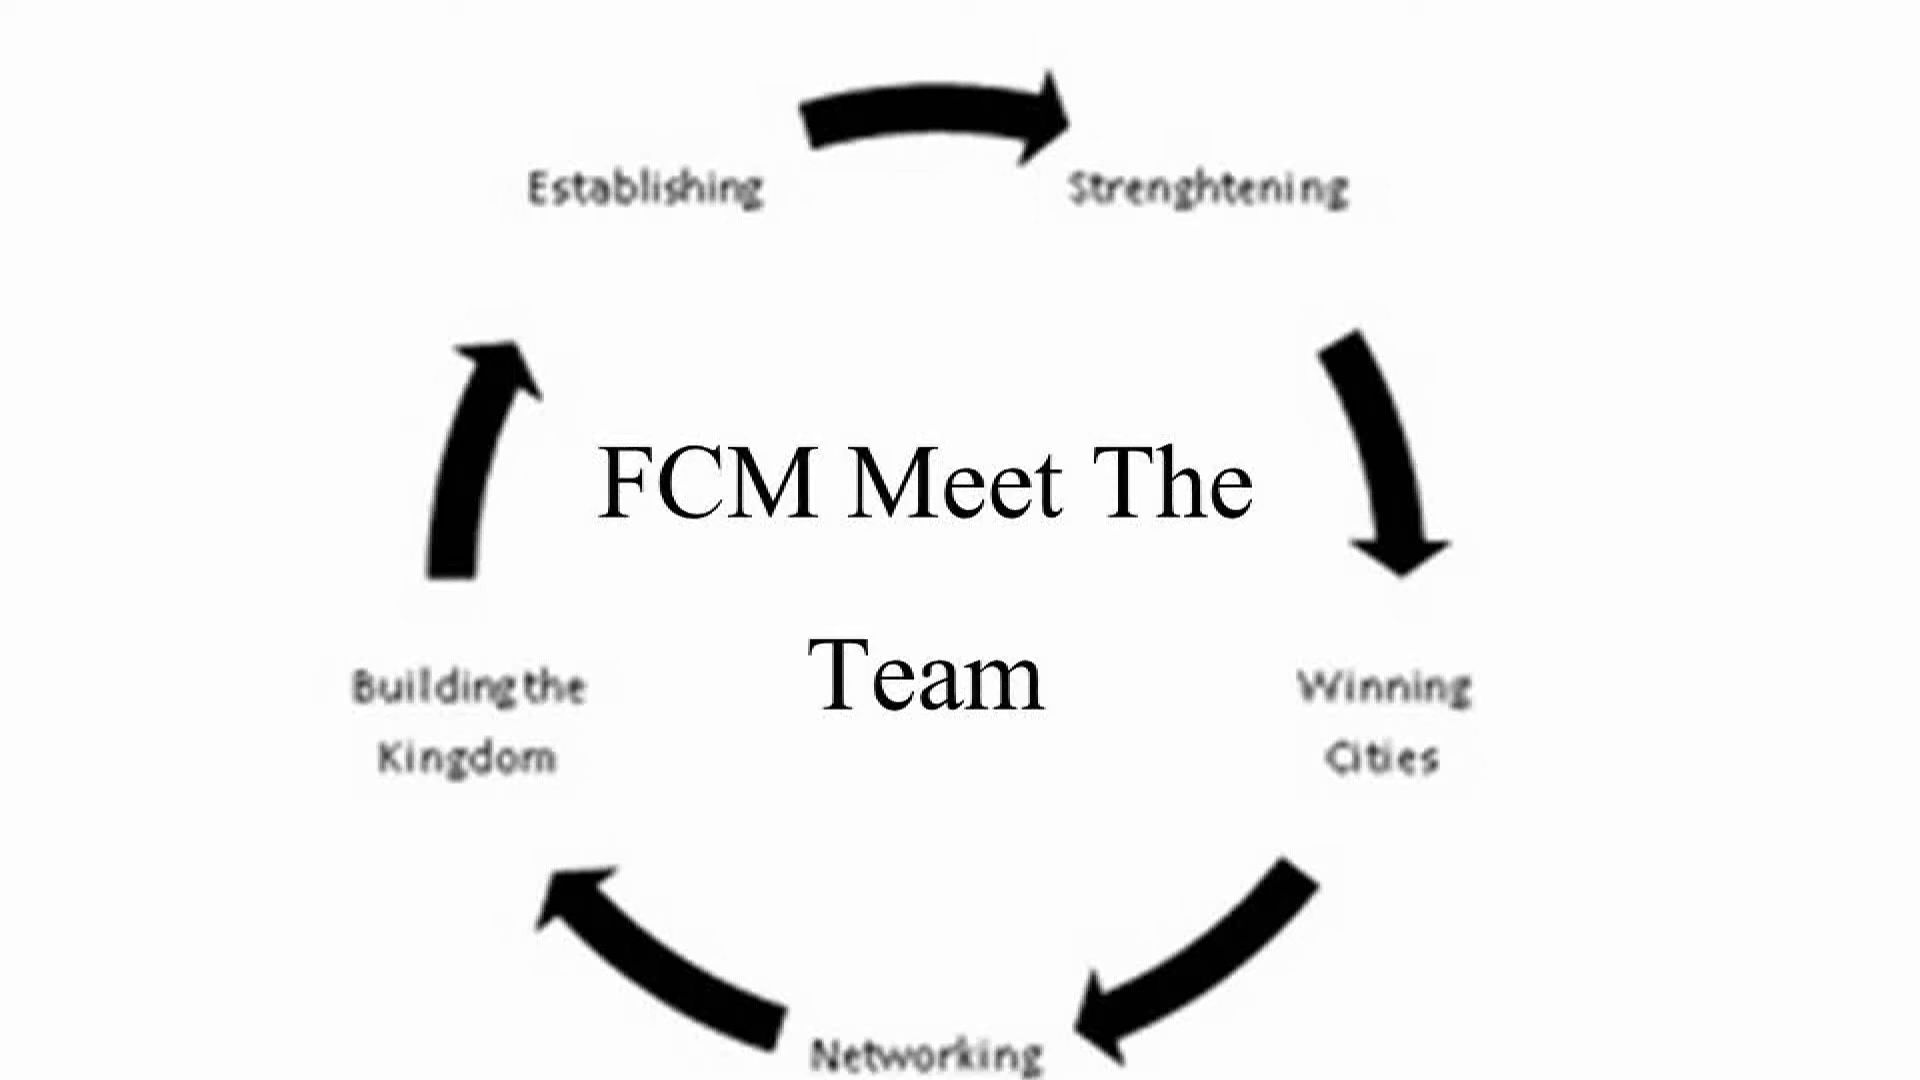 Establishing
Strenghtening
FCM Meet The
Team
Building the
Kingdom
Winning
Cities
Networking